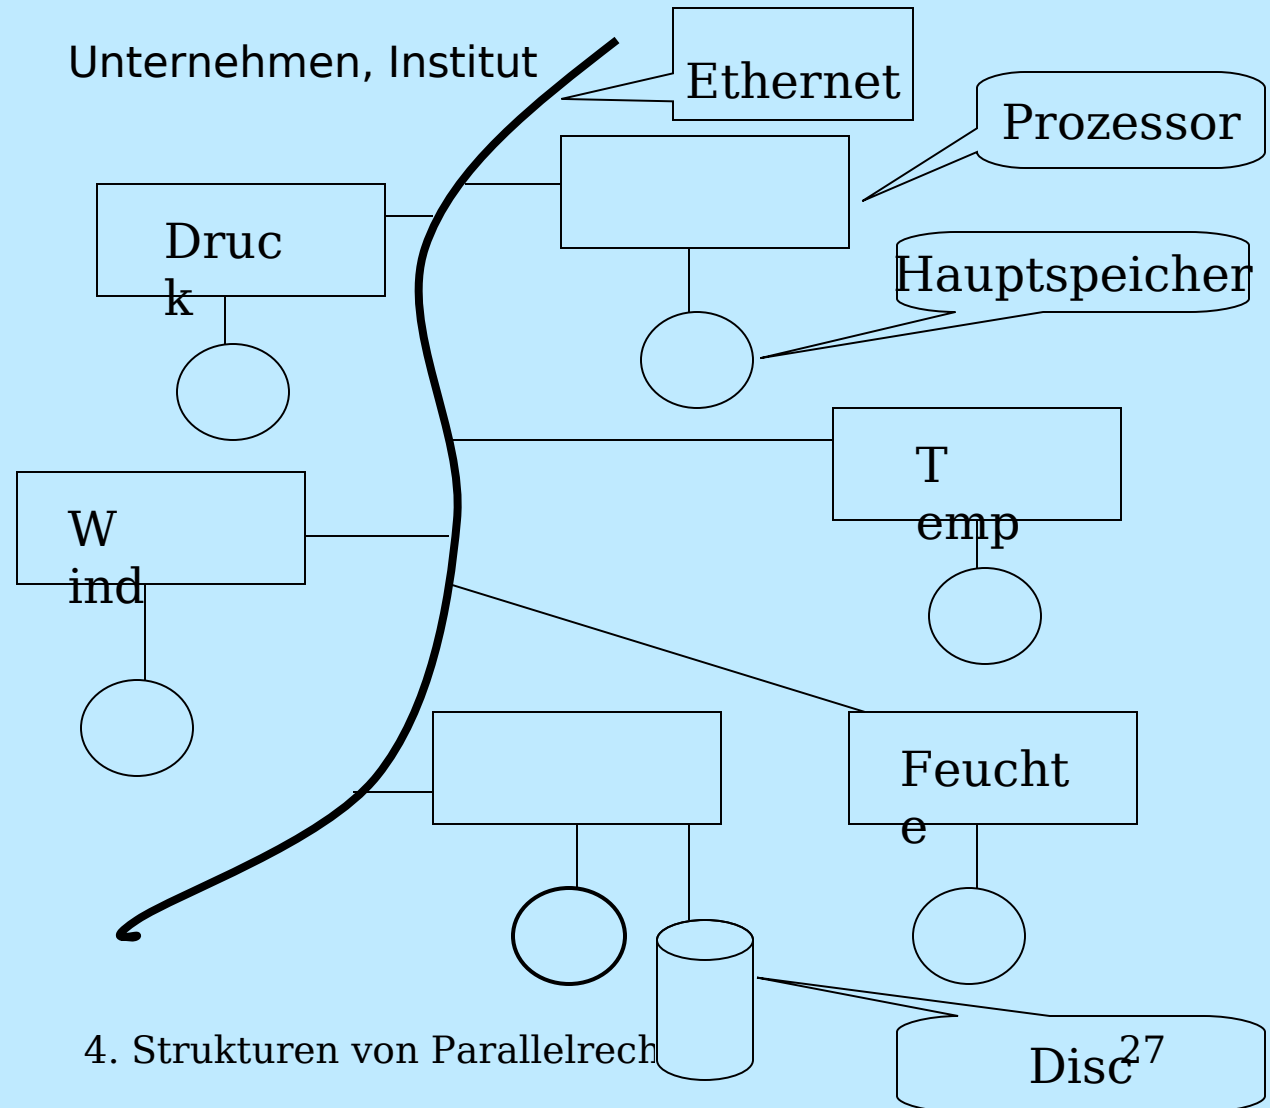 Unternehmen, Institut
Ethernet
Prozessor
Druc
k
Hauptspeicher
T
emp
W
ind
Feucht
e
4. Strukturen von Parallelrech
Disc
27